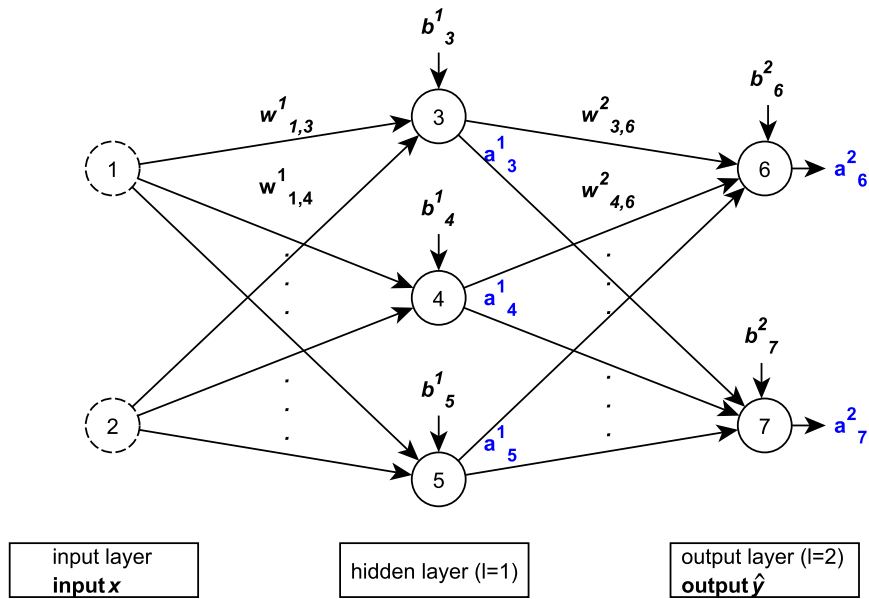 b¹₃
w¹₁,₃
w²₃,₆
b²₆
3
a¹₃
1
6
a²₆
w¹₁,₄
w²₄,₆
b¹₄
4
a¹₄
b²₇
b¹₅
2
7
a²₇
a¹₅
5
input layer
input x
hidden layer (l=1)
output layer (l=2)
output ŷ